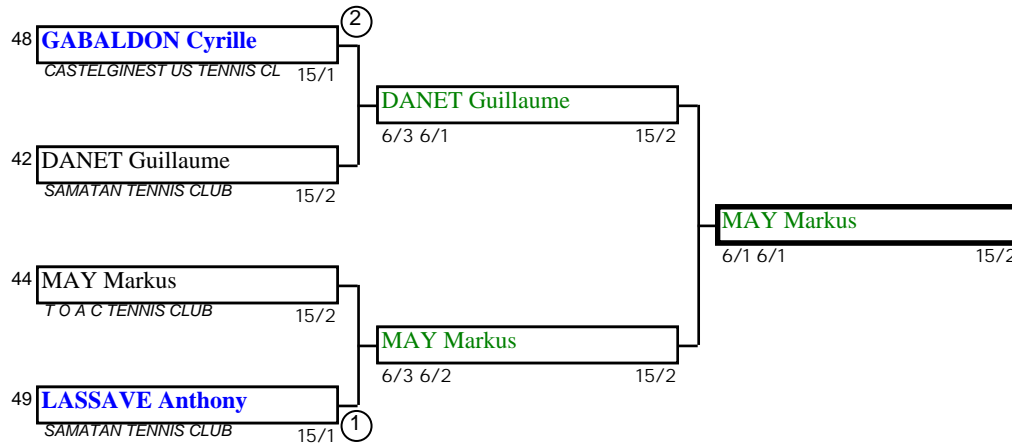 2
48 GABALDON Cyrille
CASTELGINEST US TENNIS CL 15/1
DANET Guillaume
6/3 6/1 15/2
42 DANET Guillaume
SAMATAN TENNIS CLUB 15/2
MAY Markus
6/1 6/1 15/2
44 MAY Markus
T O A C TENNIS CLUB 15/2
MAY Markus
6/3 6/2 15/2
49 LASSAVE Anthony
SAMATAN TENNIS CLUB 15/1
1